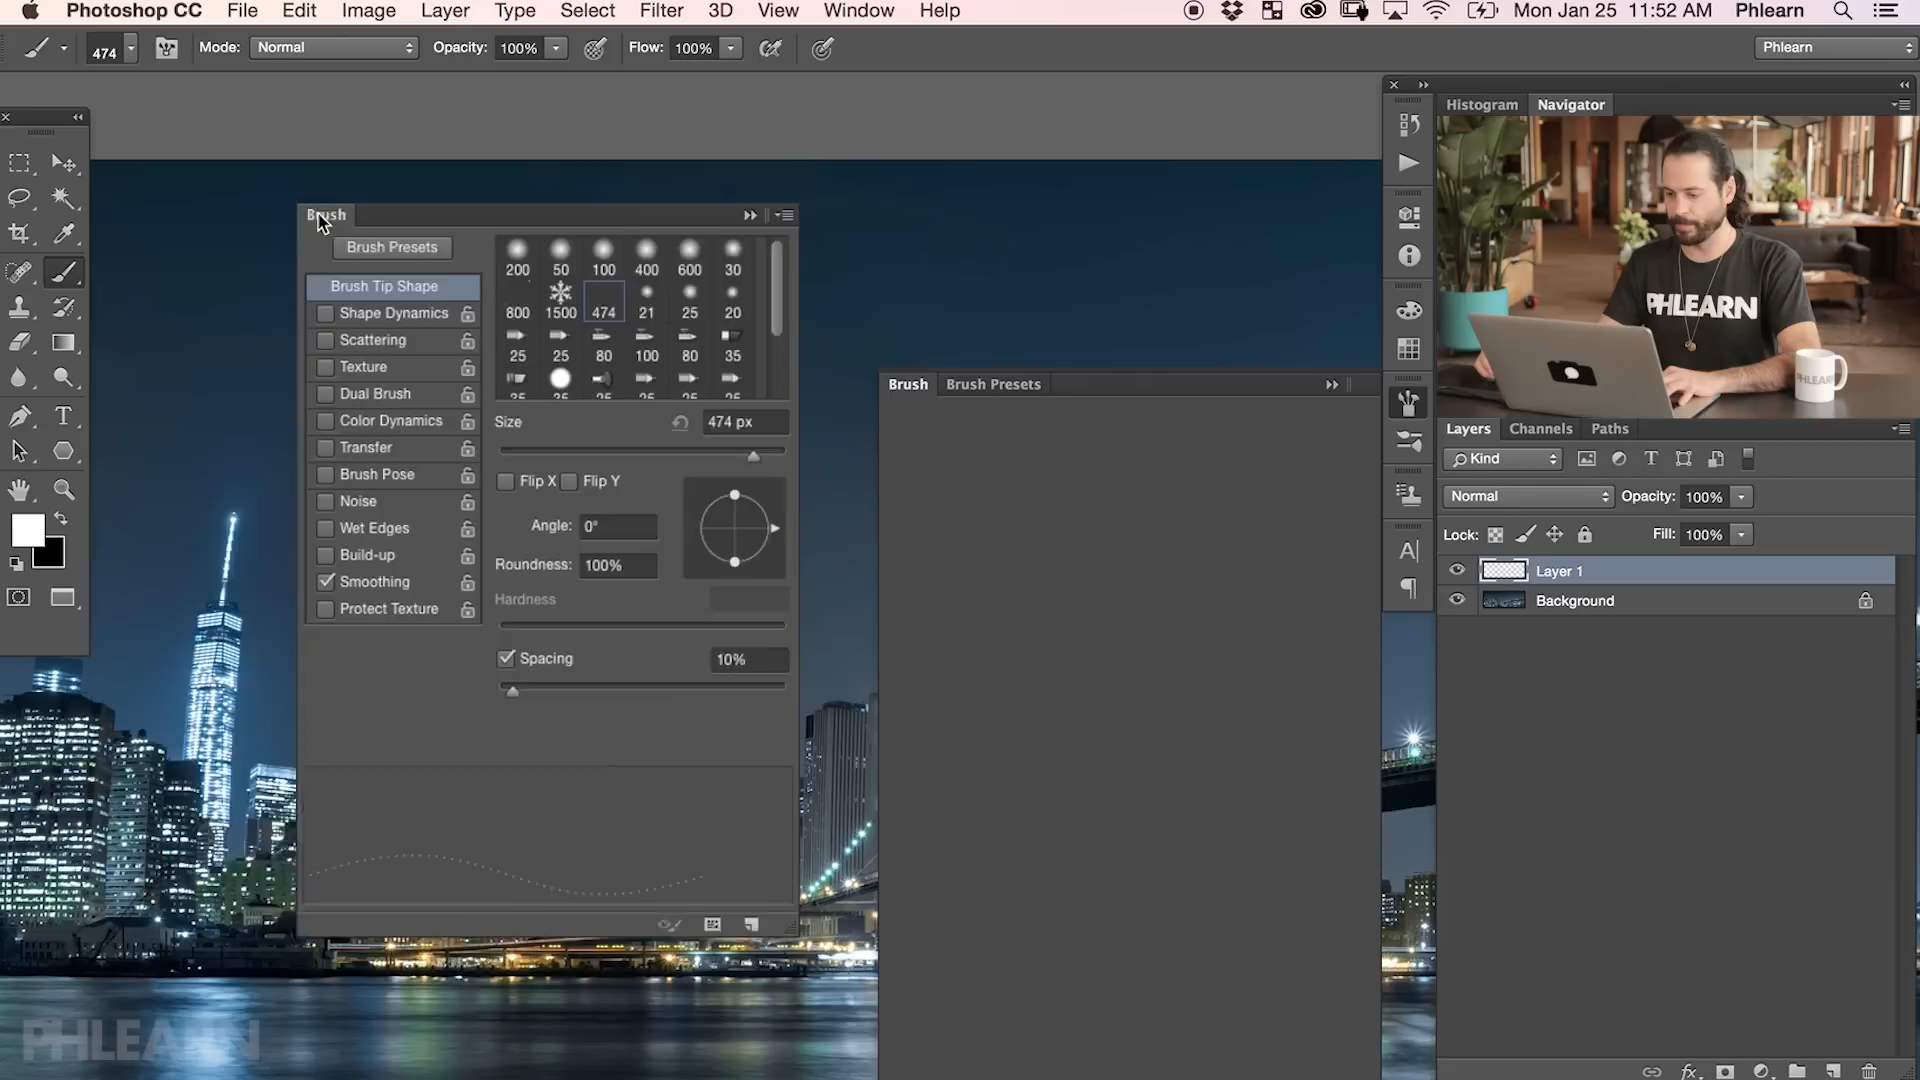 Photoshop CC File Edit Image Layer Type Select Filter 3D View Window Help Mon Jan 25 11:52 AM Phlearn
474 Mode: Normal Opacity: 100% Flow: 100% Phlearn
Histogram Navigator
Brush
Brush Presets
Brush Tip Shape
Shape Dynamics
Scattering
Texture
Dual Brush
Color Dynamics
Transfer
Brush Pose
Noise
Wet Edges
Build-up
Smoothing
Protect Texture
200 50 100 400 600 30
800 1500 474 21 25 20
25 25 80 100 80 35
Size 474 px
Flip X Flip Y
Angle: 0°
Roundness: 100%
Hardness
Spacing 10%
Brush Brush Presets
PHLEARN
PHLEARN
Layers Channels Paths
Kind
Normal Opacity: 100%
Lock: Fill: 100%
Layer 1
Background
PHLEARN